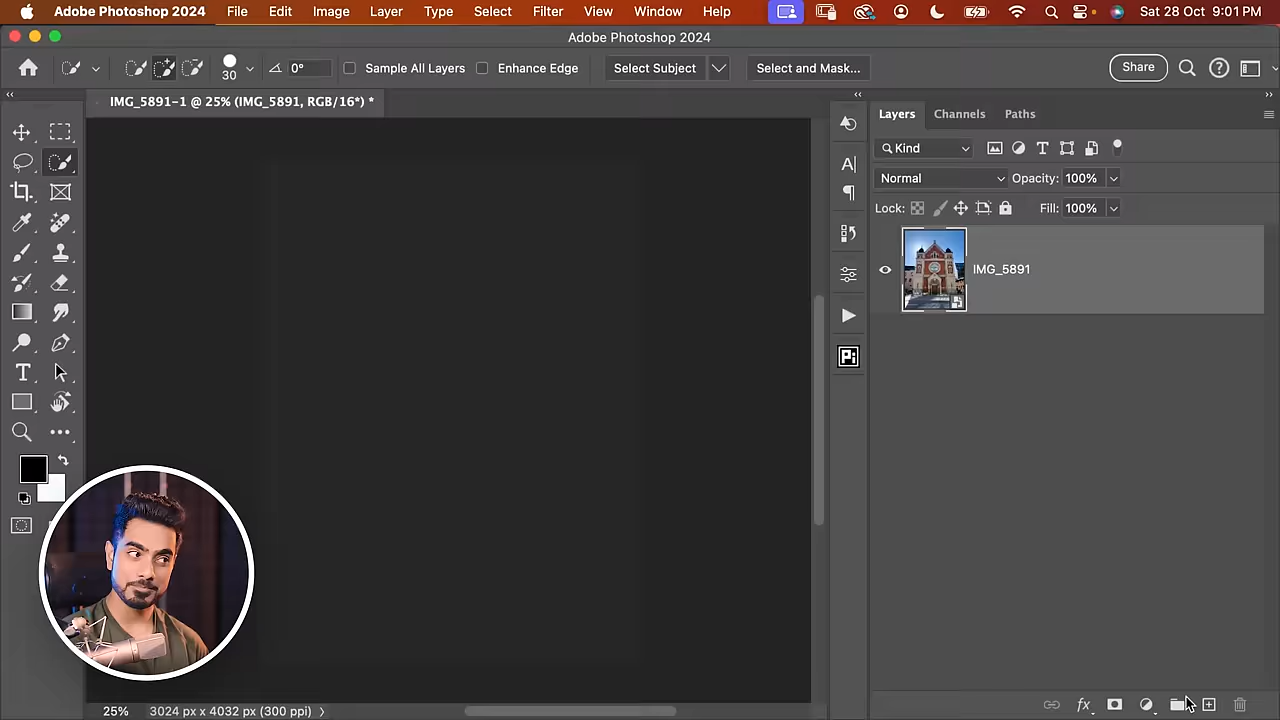 Adobe Photoshop 2024 File Edit Image Layer Type Select Filter View Window Help Sat 28 Oct 9:01 PM
Adobe Photoshop 2024
30 0° Sample All Layers Enhance Edge Select Subject Select and Mask... Share
IMG_5891-1 @ 25% (IMG_5891, RGB/16*) *
Layers Channels Paths
Kind
Normal Opacity: 100%
Lock: Fill: 100%
IMG_5891
25% 3024 px x 4032 px (300 ppi)